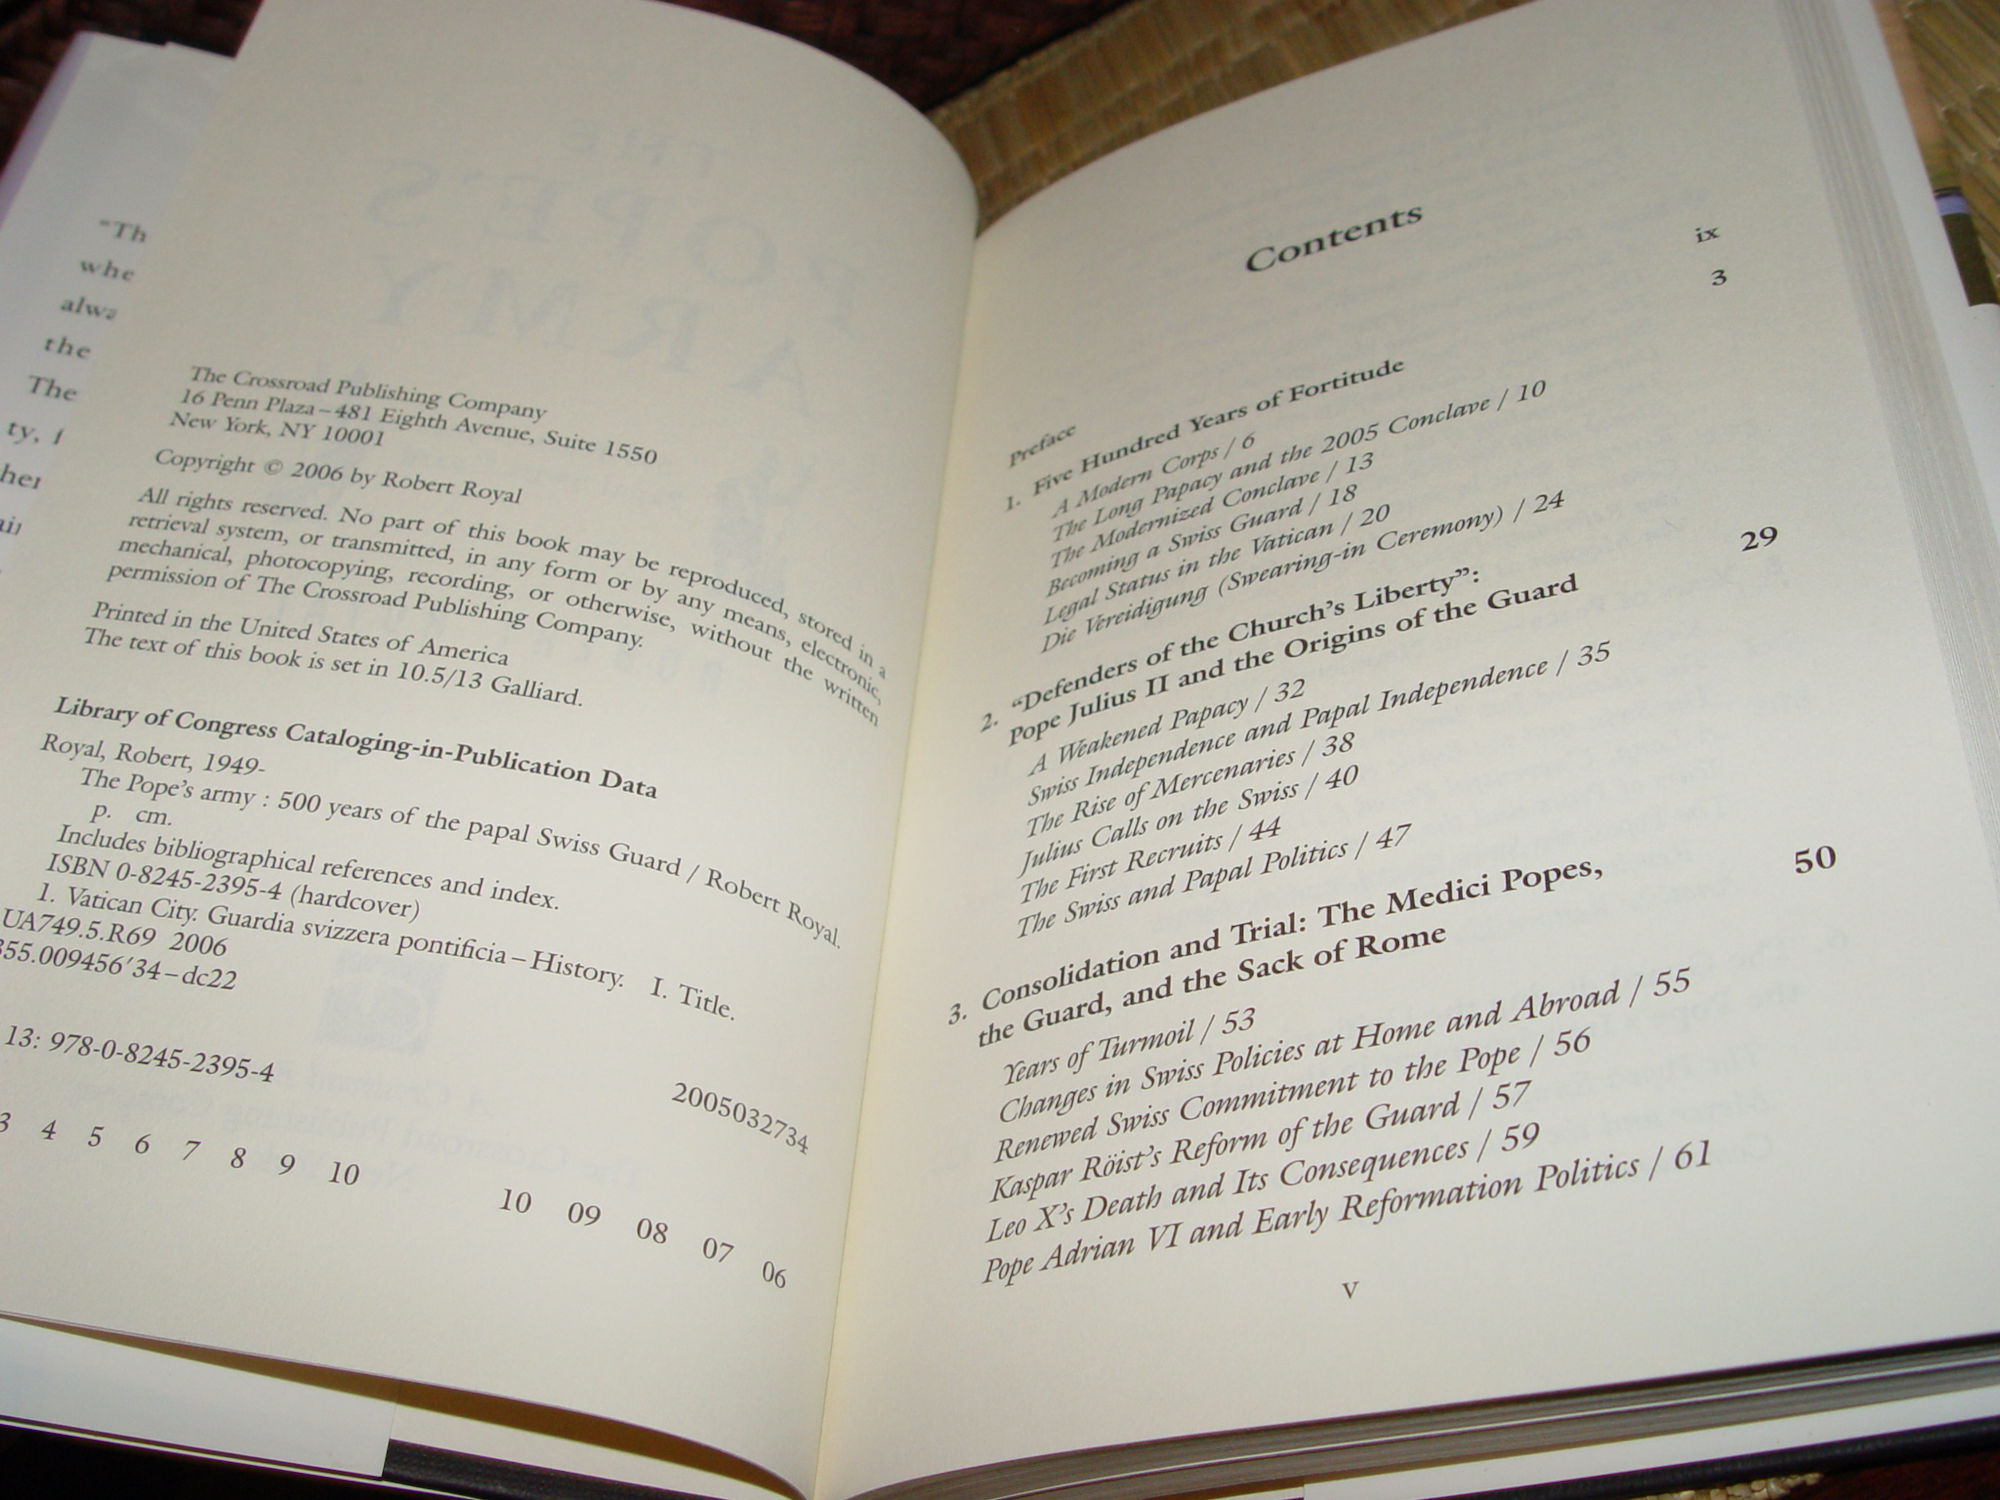 "Th
whe
alwa
the
The
ty, f
her
The Crossroad Publishing Company
16 Penn Plaza – 481 Eighth Avenue, Suite 1550
New York, NY 10001
Copyright © 2006 by Robert Royal
All rights reserved. No part of this book may be reproduced, stored in a
retrieval system, or transmitted, in any form or by any means, electronic,
mechanical, photocopying, recording, or otherwise, without the written
permission of The Crossroad Publishing Company.
Printed in the United States of America
The text of this book is set in 10.5/13 Galliard.
Library of Congress Cataloging-in-Publication Data
Royal, Robert, 1949-
The Pope's army : 500 years of the papal Swiss Guard / Robert Royal.
p. cm.
Includes bibliographical references and index.
ISBN 0-8245-2395-4 (hardcover)
1. Vatican City. Guardia svizzera pontificia – History. I. Title.
UA749.5.R69 2006
355.009456'34 – dc22
2005032734
13: 978-0-8245-2395-4
3 4 5 6 7 8 9 10 10 09 08 07 06
Contents
Preface ix
1. Five Hundred Years of Fortitude 3
A Modern Corps / 6
The Long Papacy and the 2005 Conclave / 10
The Modernized Conclave / 13
Becoming a Swiss Guard / 18
Legal Status in the Vatican / 20
Die Vereidigung (Swearing-in Ceremony) / 24
2. "Defenders of the Church's Liberty":
Pope Julius II and the Origins of the Guard 29
A Weakened Papacy / 32
Swiss Independence and Papal Independence / 35
The Rise of Mercenaries / 38
Julius Calls on the Swiss / 40
The First Recruits / 44
The Swiss and Papal Politics / 47
3. Consolidation and Trial: The Medici Popes,
the Guard, and the Sack of Rome 50
Years of Turmoil / 53
Changes in Swiss Policies at Home and Abroad / 55
Renewed Swiss Commitment to the Pope / 56
Kaspar Röist's Reform of the Guard / 57
Leo X's Death and Its Consequences / 59
Pope Adrian VI and Early Reformation Politics / 61
v